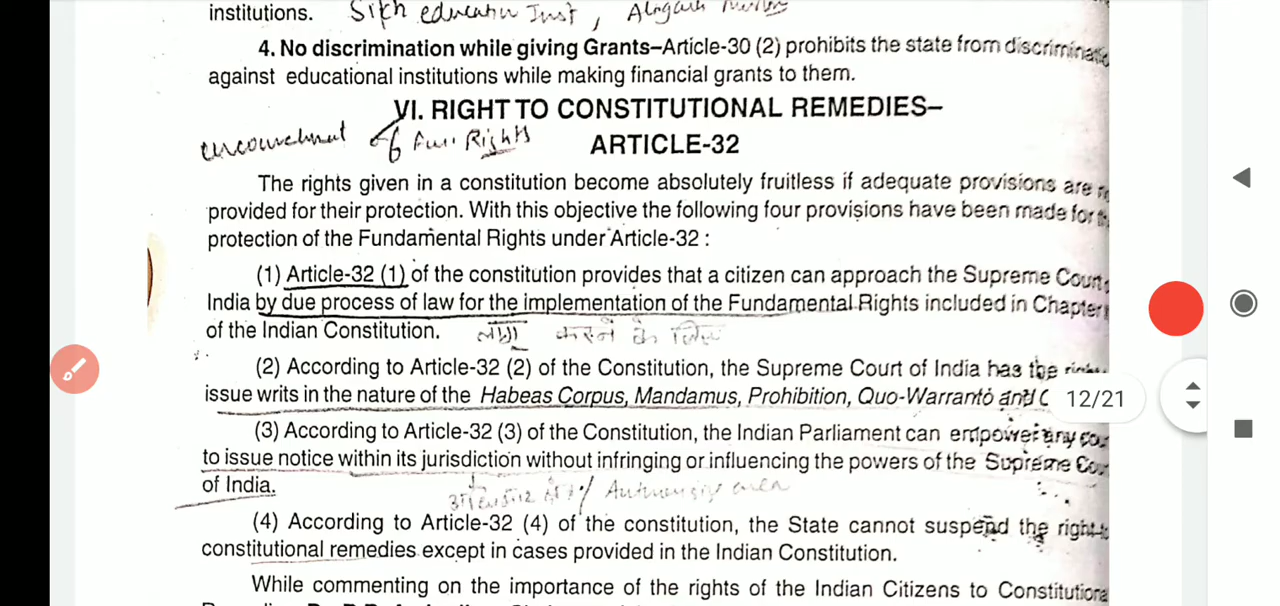 institutions. Sikh education Inst,
4. No discrimination while giving Grants–Article-30 (2) prohibits the state from
against educational institutions while making financial grants to them.
VI. RIGHT TO CONSTITUTIONAL REMEDIES–
of Fun. Rights
ARTICLE-32
The rights given in a constitution become absolutely fruitless if adequate provisions are
provided for their protection. With this objective the following four provisions have been made for
protection of the Fundamental Rights under Article-32 :
(1) Article-32 (1) of the constitution provides that a citizen can approach the Supreme Court
India by due process of law for the implementation of the Fundamental Rights included in Chapter
of the Indian Constitution. करने के लिए
(2) According to Article-32 (2) of the Constitution, the Supreme Court of India has the
issue writs in the nature of the Habeas Corpus, Mandamus, Prohibition, Quo-Warranto and C 12/21
(3) According to Article-32 (3) of the Constitution, the Indian Parliament can empower any
to issue notice within its jurisdiction without infringing or influencing the powers of the Supreme
of India. area
(4) According to Article-32 (4) of the constitution, the State cannot suspend the right
constitutional remedies except in cases provided in the Indian Constitution.
While commenting on the importance of the rights of the Indian Citizens to